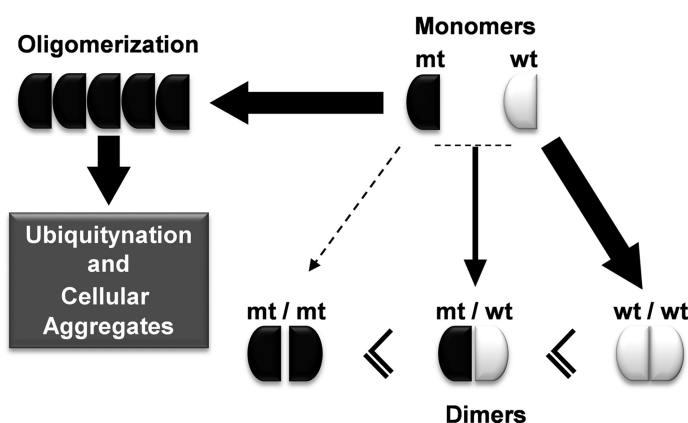 Oligomerization
Monomers
mt
wt
Ubiquitynation
and
Cellular
Aggregates
mt / mt
mt / wt
wt / wt
Dimers